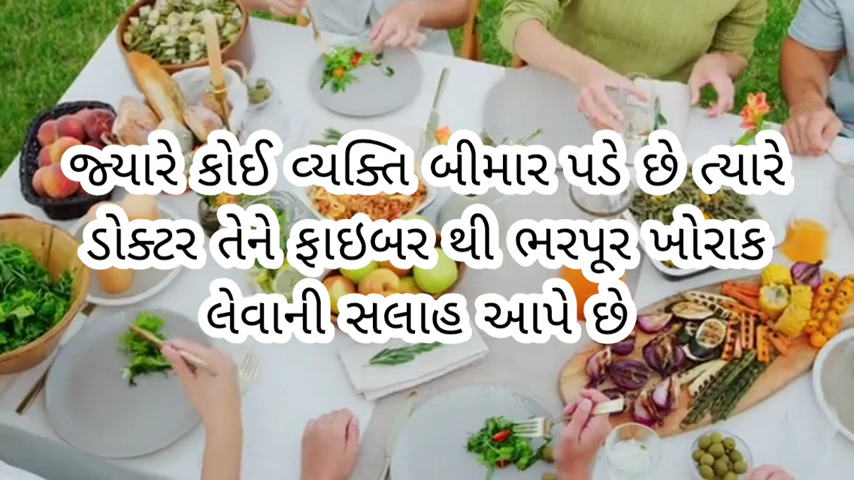 જ્યારે કોઈ વ્યક્તિ બીમાર પડે છે ત્યારે
ડોક્ટર તેને ફાઇબર થી ભરપૂર ખોરાક
લેવાની સલાહ આપે છે